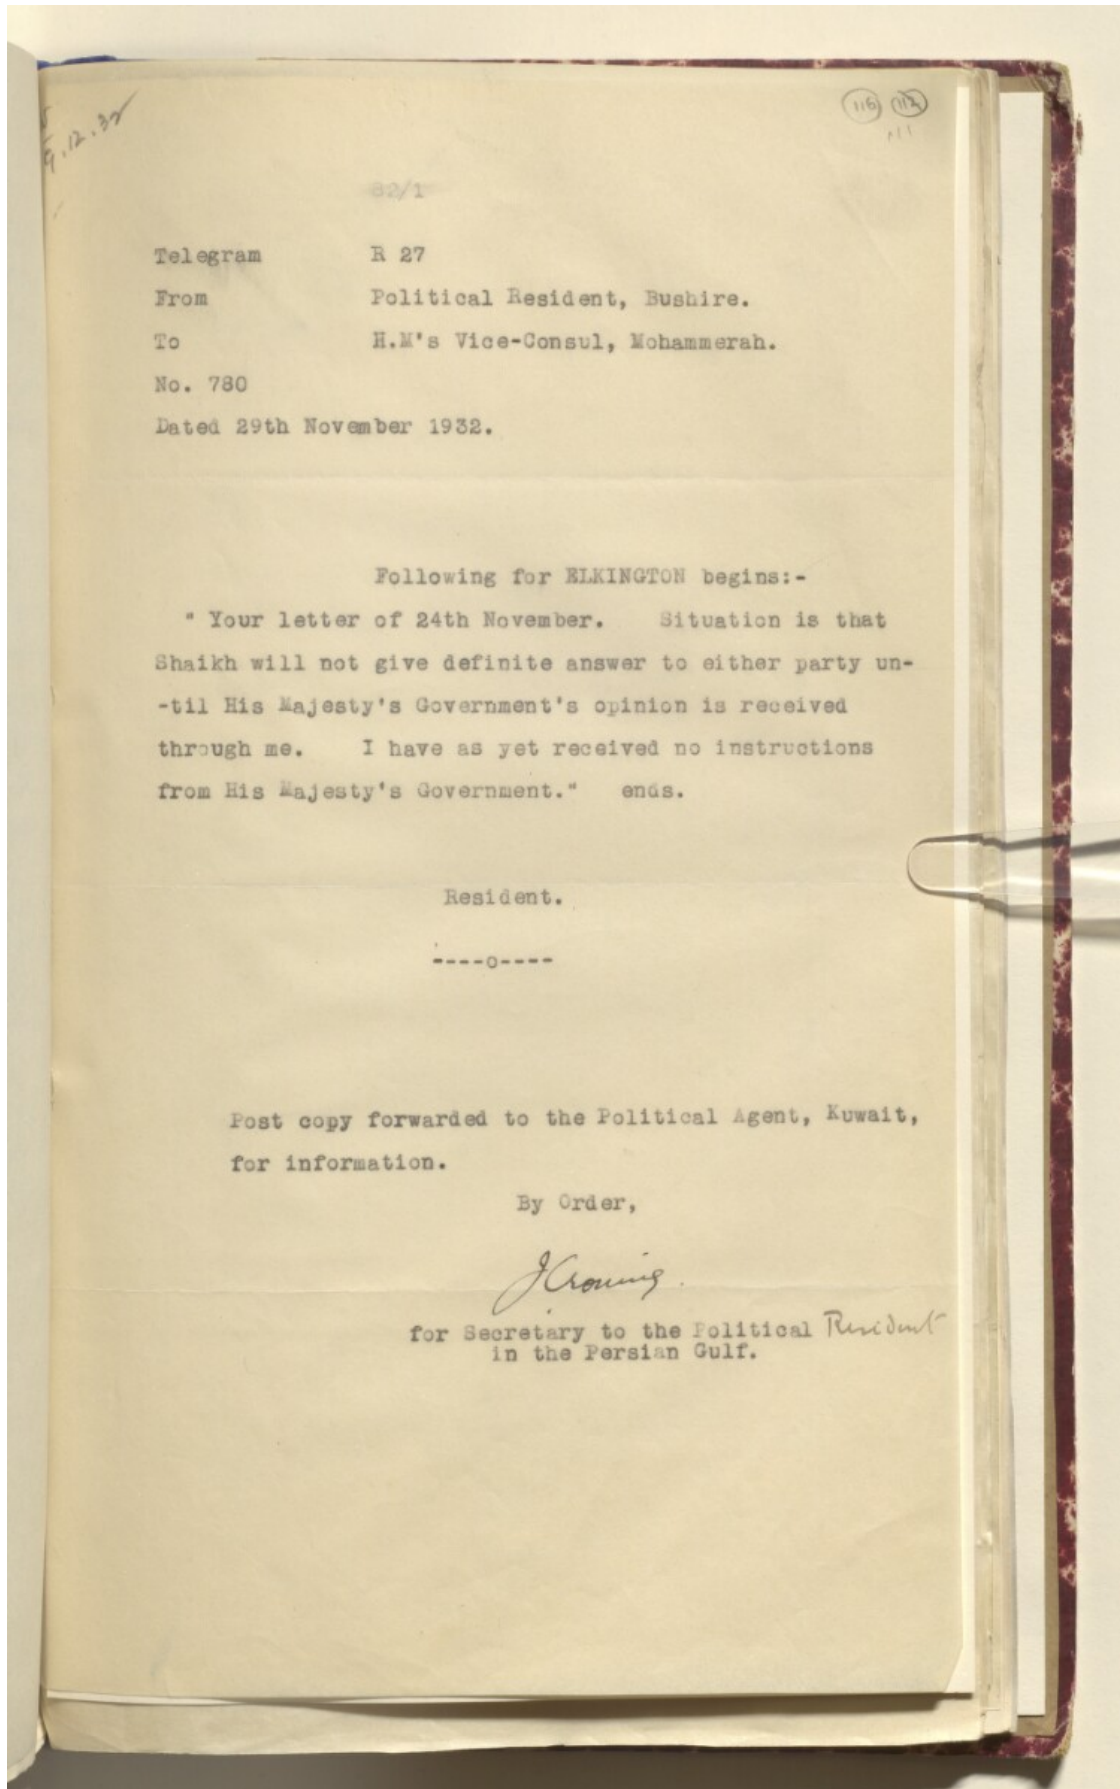 9.12.32
116 112
111
82/1
Telegram R 27
From Political Resident, Bushire.
To H.M's Vice-Consul, Mohammerah.
No. 780
Dated 29th November 1932.
Following for ELKINGTON begins:-
" Your letter of 24th November. Situation is that
Shaikh will not give definite answer to either party un-
-til His Majesty's Government's opinion is received
through me. I have as yet received no instructions
from His Majesty's Government." ends.
Resident.
----o----
Post copy forwarded to the Political Agent, Kuwait,
for information.
By Order,
for Secretary to the Political Resident
in the Persian Gulf.